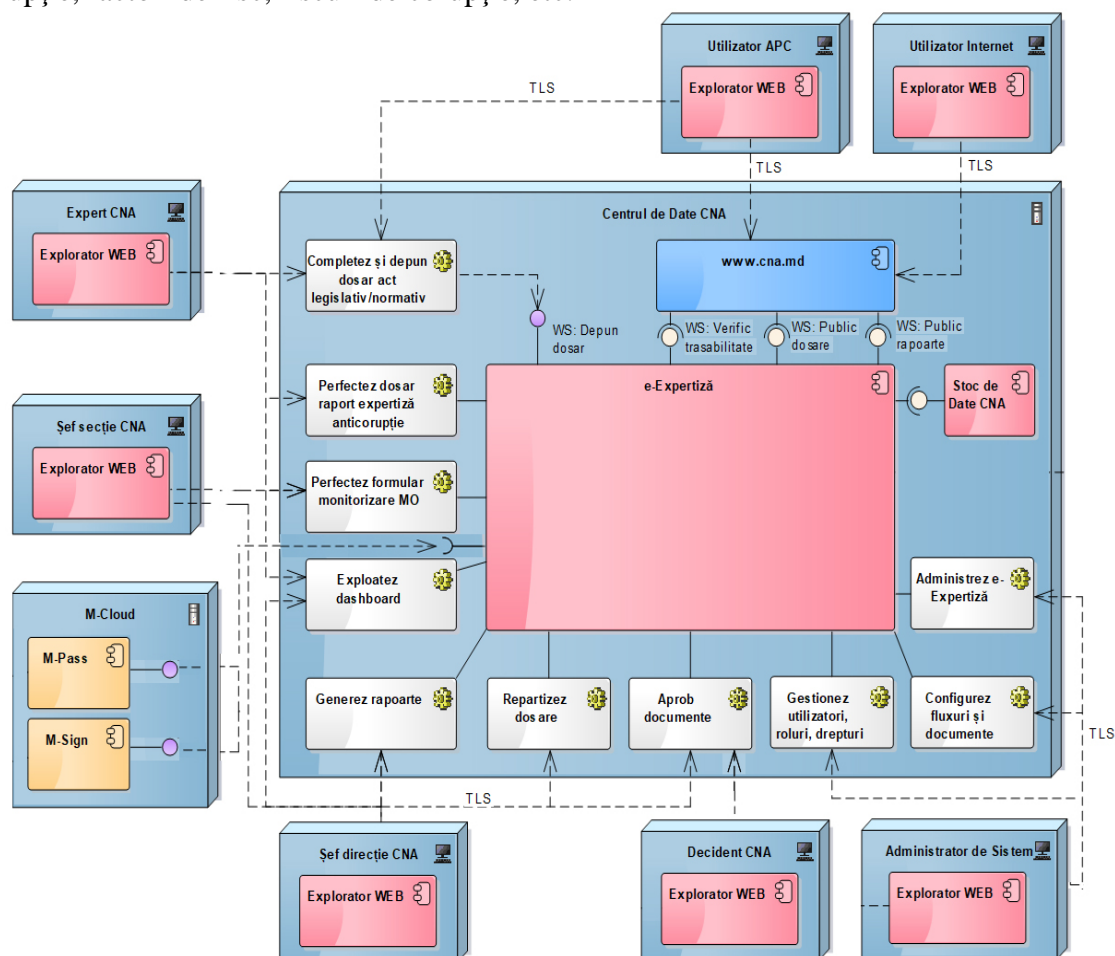 Utilizator APC
Explorator WEB
Utilizator Internet
Explorator WEB
TLS
TLS
TLS
Expert CNA
Explorator WEB
Centrul de Date CNA
Completez și depun
dosar act
legislativ/normativ
www.cna.md
WS: Depun
dosar
WS: Verific
trasabilitate
WS: Public
dosare
WS: Public
rapoarte
Perfectez dosar
raport expertiză
anticorupție
e-Expertiză
Stoc de
Date CNA
Șef secție CNA
Explorator WEB
Perfectez formular
monitorizare MO
Exploatez
dashboard
Administrez e-
Expertiză
M-Cloud
M-Pass
M-Sign
Generez rapoarte
Repartizez
dosare
Aprob
documente
Gestionez
utilizatori,
roluri, drepturi
Configurez
fluxuri și
documente
TLS
TLS
Șef direcție CNA
Explorator WEB
Decident CNA
Explorator WEB
Administrator de Sistem
Explorator WEB